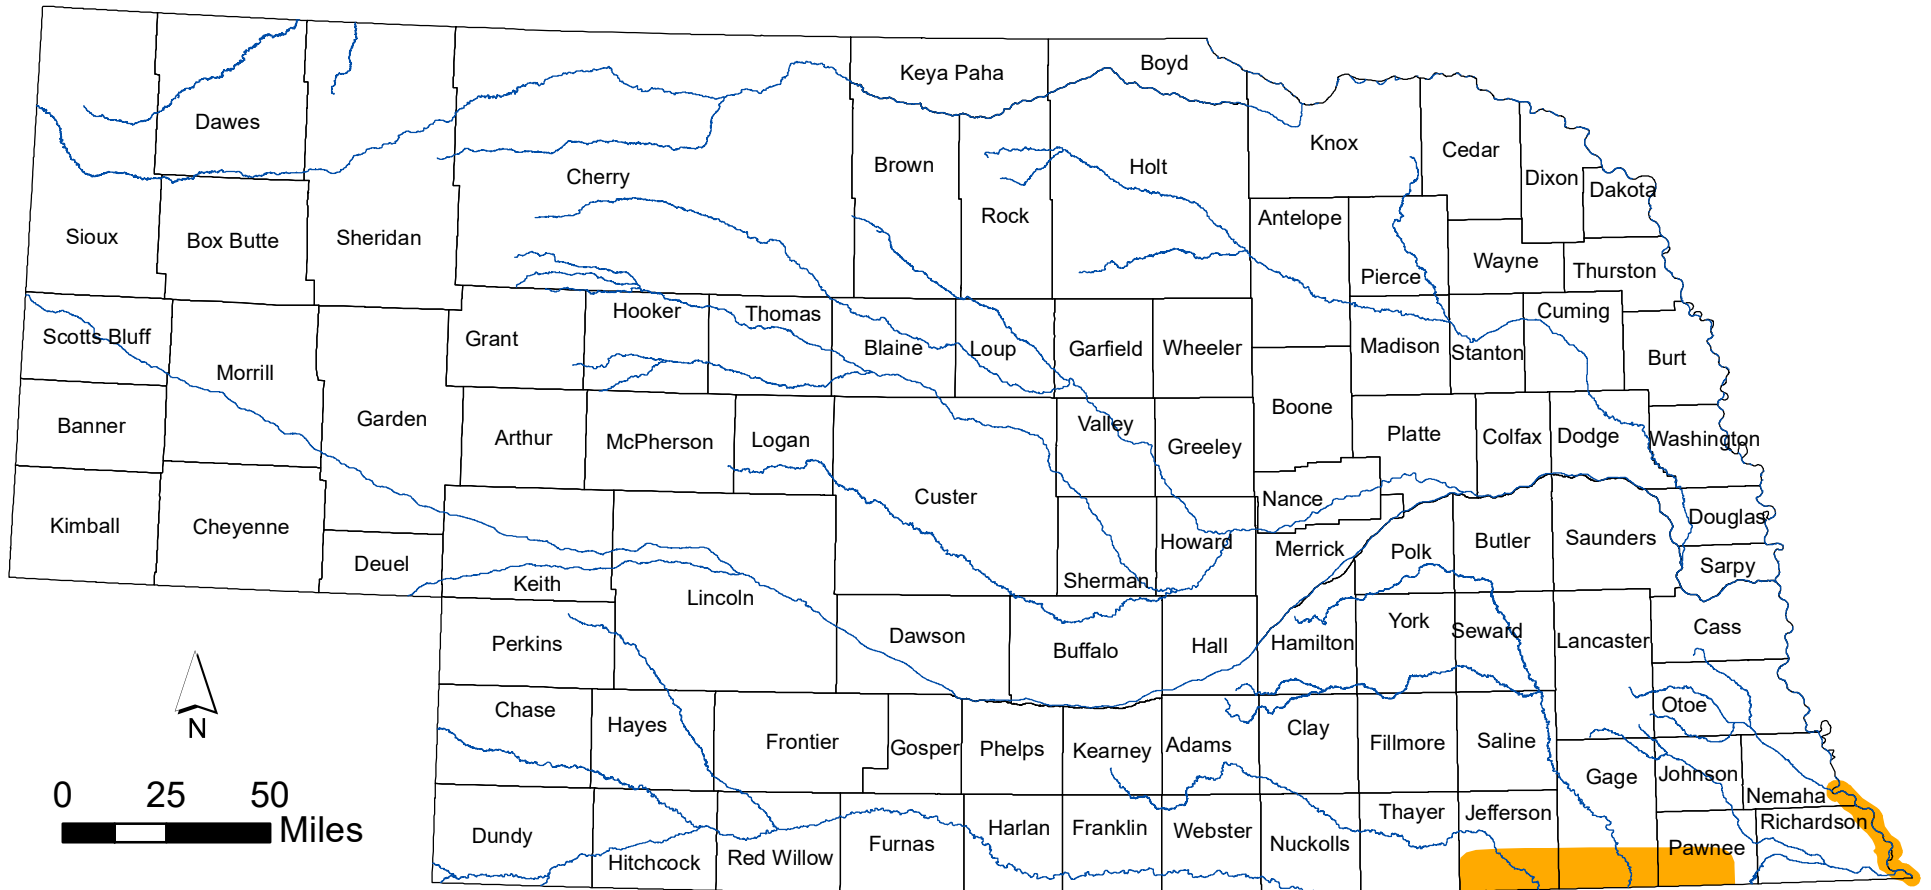 Keya Paha
Boyd
Dawes
Knox
Cedar
Brown
Holt
Cherry
Dixon
Dakota
Rock
Antelope
Sioux
Box Butte
Sheridan
Wayne
Pierce
Thurston
Hooker
Thomas
Cuming
Scotts Bluff
Grant
Blaine
Loup
Garfield
Wheeler
Madison
Stanton
Burt
Morrill
Boone
Garden
Banner
Arthur
McPherson
Logan
Valley
Greeley
Platte
Colfax
Dodge
Washington
Custer
Nance
Kimball
Cheyenne
Douglas
Howard
Merrick
Polk
Butler
Saunders
Deuel
Keith
Sherman
Sarpy
Lincoln
Perkins
Dawson
Buffalo
Hall
Hamilton
York
Seward
Lancaster
Cass
N
Chase
Hayes
Frontier
Gosper
Phelps
Kearney
Adams
Clay
Fillmore
Saline
Otoe
Gage
Johnson
Nemaha
0 25 50
Miles
Dundy
Hitchcock
Red Willow
Furnas
Harlan
Franklin
Webster
Nuckolls
Thayer
Jefferson
Pawnee
Richardson